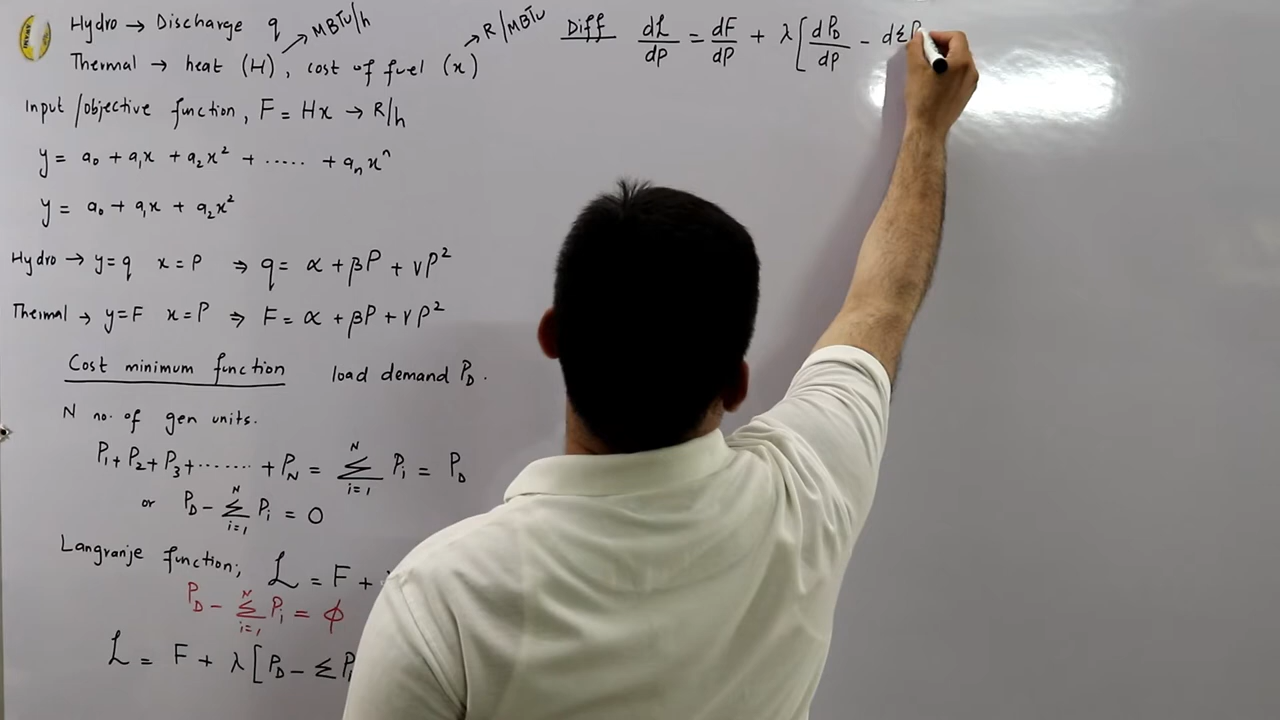 Hydro → Discharge q
Thermal → heat (H) → MBTu/h, cost of fuel (x) → R/MBTu
Input/objective function, F = Hx → R/h
y = a₀ + a₁x + a₂x² + ..... + aₙxⁿ
y = a₀ + a₁x + a₂x²
Hydro → y=q x=P ⇒ q = α + βP + γP²
Thermal → y=F x=P ⇒ F = α + βP + γP²
Cost minimum function load demand P_D.
N no. of gen units.
P₁+P₂+P₃+.......+P_N = Σ_{i=1}^{N} P_i = P_D
or P_D - Σ_{i=1}^{N} P_i = 0
Langranje function; ℒ = F +
P_D - Σ_{i=1}^{N} P_i = ϕ
ℒ = F + λ[P_D - ΣP
Diff dℒ/dP = dF/dP + λ[dP_D/dP - dΣP